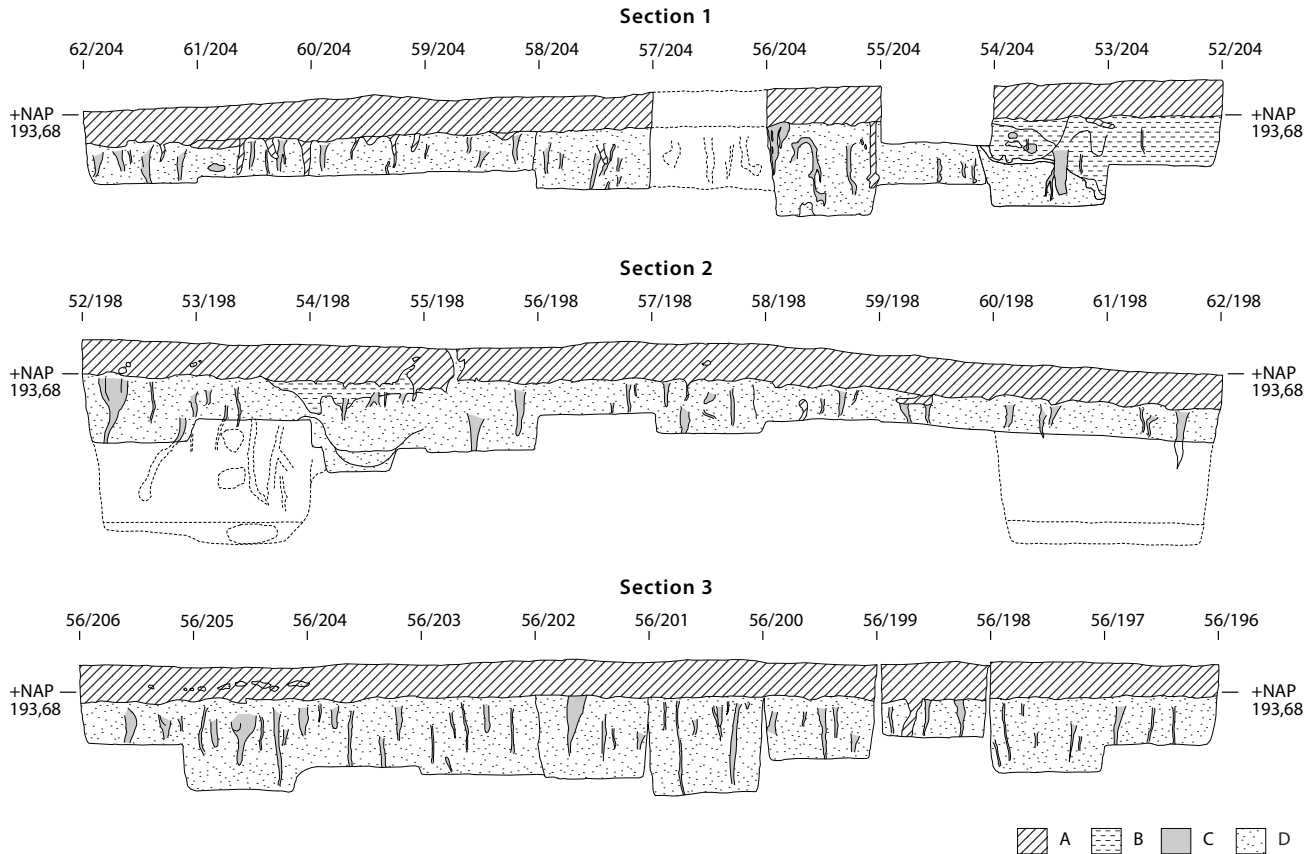 Section 1
62/204 61/204 60/204 59/204 58/204 57/204 56/204 55/204 54/204 53/204 52/204
+NAP
193,68
+NAP
193,68
Section 2
52/198 53/198 54/198 55/198 56/198 57/198 58/198 59/198 60/198 61/198 62/198
+NAP
193,68
+NAP
193,68
Section 3
56/206 56/205 56/204 56/203 56/202 56/201 56/200 56/199 56/198 56/197 56/196
+NAP
193,68
+NAP
193,68
A B C D